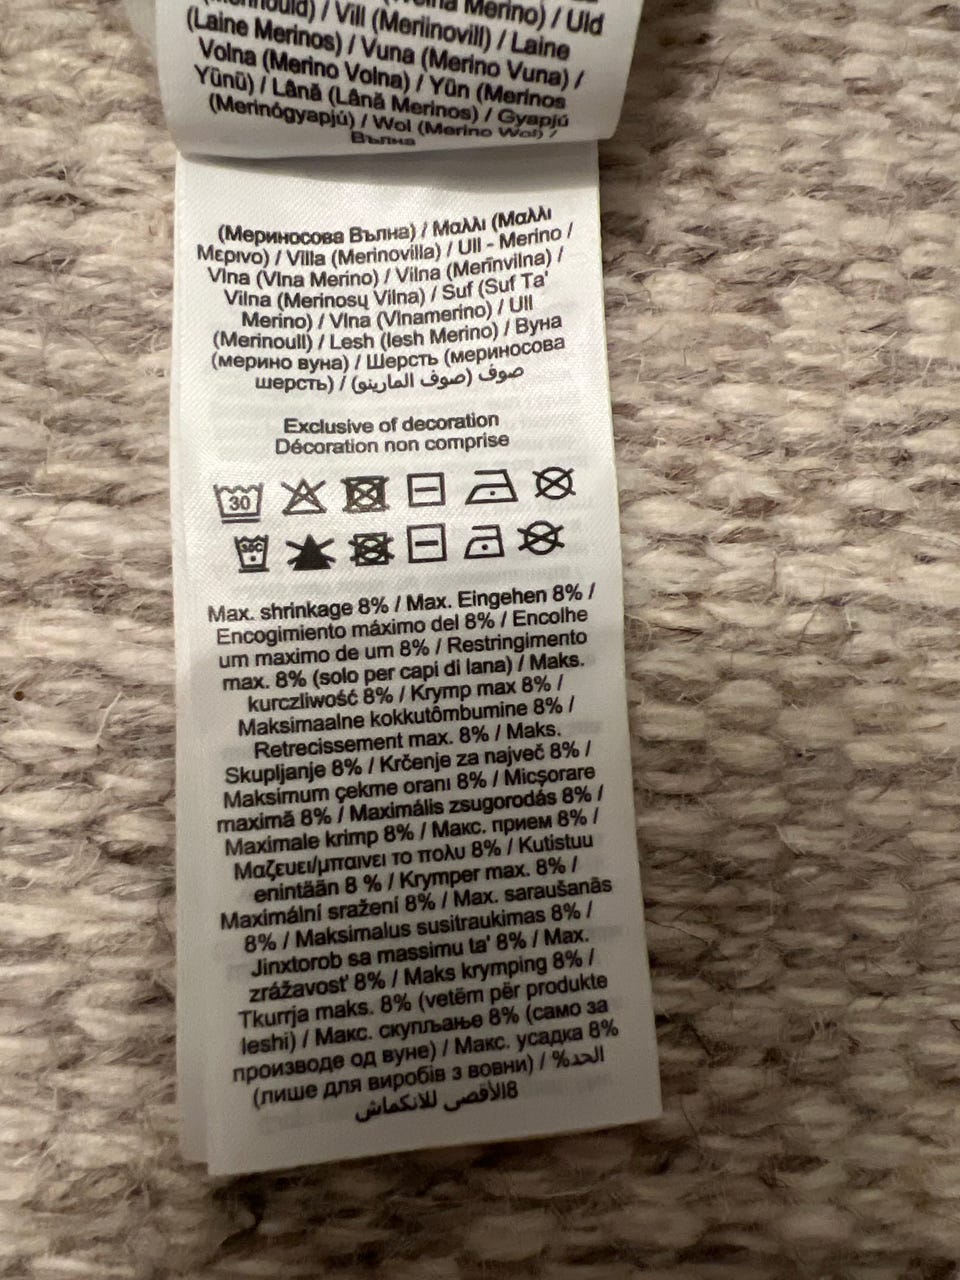 Merino) / Uld
/ Vill (Meriinovill) / Laine
(Laine Merinos) / Vuna (Merino Vuna) /
Volna (Merino Volna) / Yün (Merinos
Yünü) / Lână (Lână Merinos) / Gyapjú
(Merinógyapjú) / Wol (Merino Wol) /
Вълна
(Мериносова Вълна) / Μαλλι (Μαλλι
Μερινο) / Villa (Merinovilla) / Ull - Merino /
Vlna (Vlna Merino) / Vilna (Merīnvilna) /
Vilna (Merinosų Vilna) / Suf (Suf Ta'
Merino) / Vlna (Vlnamerino) / Ull
(Merinoull) / Lesh (lesh Merino) / Вуна
(мерино вуна) / Шерсть (мериносова
шерсть) / صوف (صوف المارينو)
Exclusive of decoration
Décoration non comprise
30
30C
Max. shrinkage 8% / Max. Eingehen 8% /
Encogimiento máximo del 8% / Encolhe
um maximo de um 8% / Restringimento
max. 8% (solo per capi di lana) / Maks.
kurczliwość 8% / Krymp max 8% /
Maksimaalne kokkutômbumine 8% /
Retrecissement max. 8% / Maks.
Skupljanje 8% / Krčenje za največ 8% /
Maksimum çekme oranı 8% / Micşorare
maximă 8% / Maximális zsugorodás 8% /
Maximale krimp 8% / Макс. прием 8% /
Μαζευει/μπαινει το πολυ 8% / Kutistuu
enintään 8 % / Krymper max. 8% /
Maximální sražení 8% / Max. saraušanās
8% / Maksimalus susitraukimas 8% /
Jinxtorob sa massimu ta' 8% / Max.
zrážavosť 8% / Maks krymping 8% /
Tkurrja maks. 8% (vetëm për produkte
leshi) / Макс. скупљање 8% (само за
производе од вуне) / Макс. усадка 8%
(лише для виробів з вовни) / %الحد
8الأقصى للانكماش